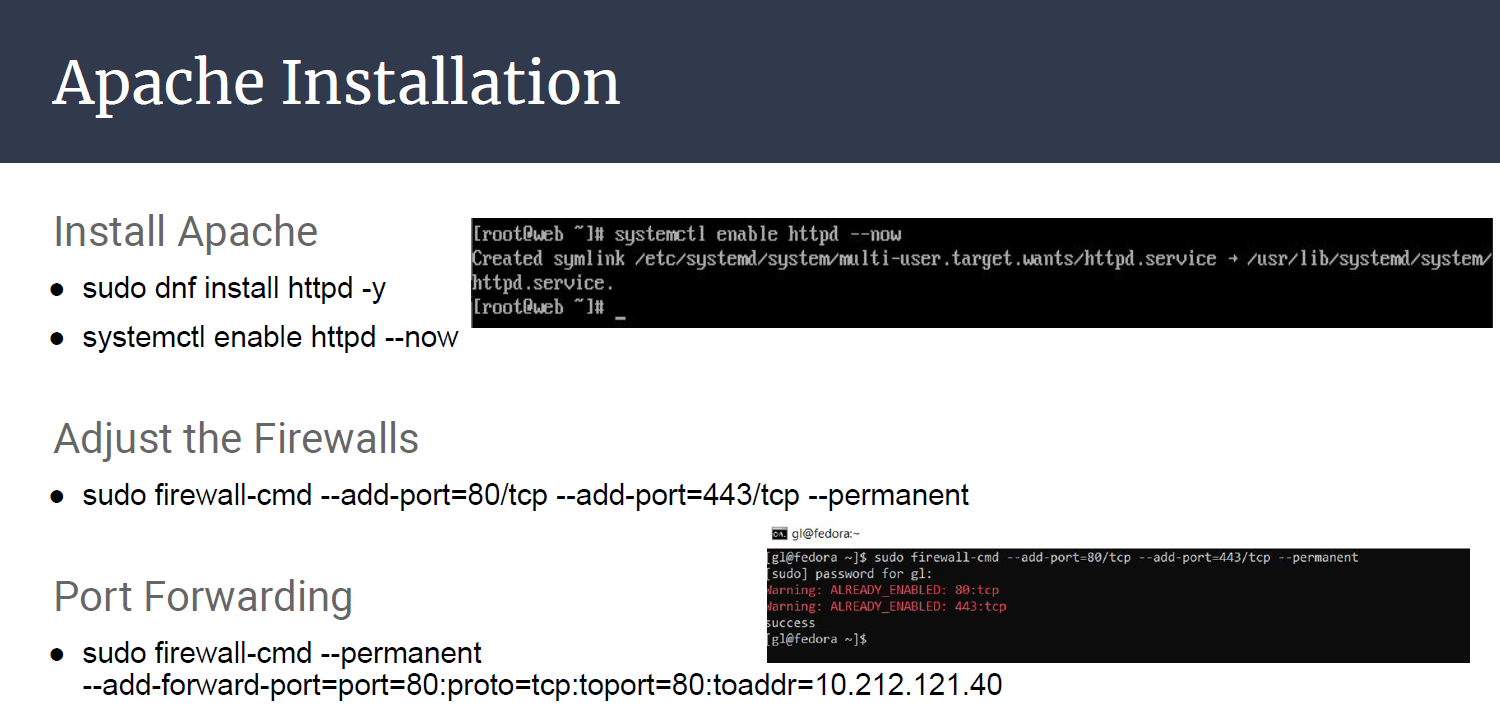 Apache Installation
Install Apache
● sudo dnf install httpd -y
● systemctl enable httpd --now
[root@web ~]# systemctl enable httpd --now
Created symlink /etc/systemd/system/multi-user.target.wants/httpd.service → /usr/lib/systemd/system/
httpd.service.
[root@web ~]# _
Adjust the Firewalls
● sudo firewall-cmd --add-port=80/tcp --add-port=443/tcp --permanent
gl@fedora:~
[gl@fedora ~]$ sudo firewall-cmd --add-port=80/tcp --add-port=443/tcp --permanent
[sudo] password for gl:
Warning: ALREADY_ENABLED: 80:tcp
Warning: ALREADY_ENABLED: 443:tcp
success
[gl@fedora ~]$
Port Forwarding
● sudo firewall-cmd --permanent
--add-forward-port=port=80:proto=tcp:toport=80:toaddr=10.212.121.40